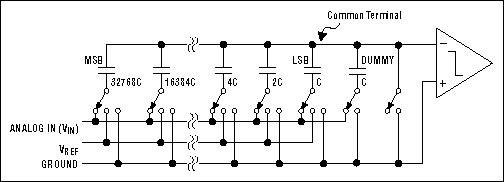 Common Terminal
MSB
LSB
DUMMY
32768C
16384C
4C
2C
C
C
−
+
ANALOG IN (VIN)
VREF
GROUND